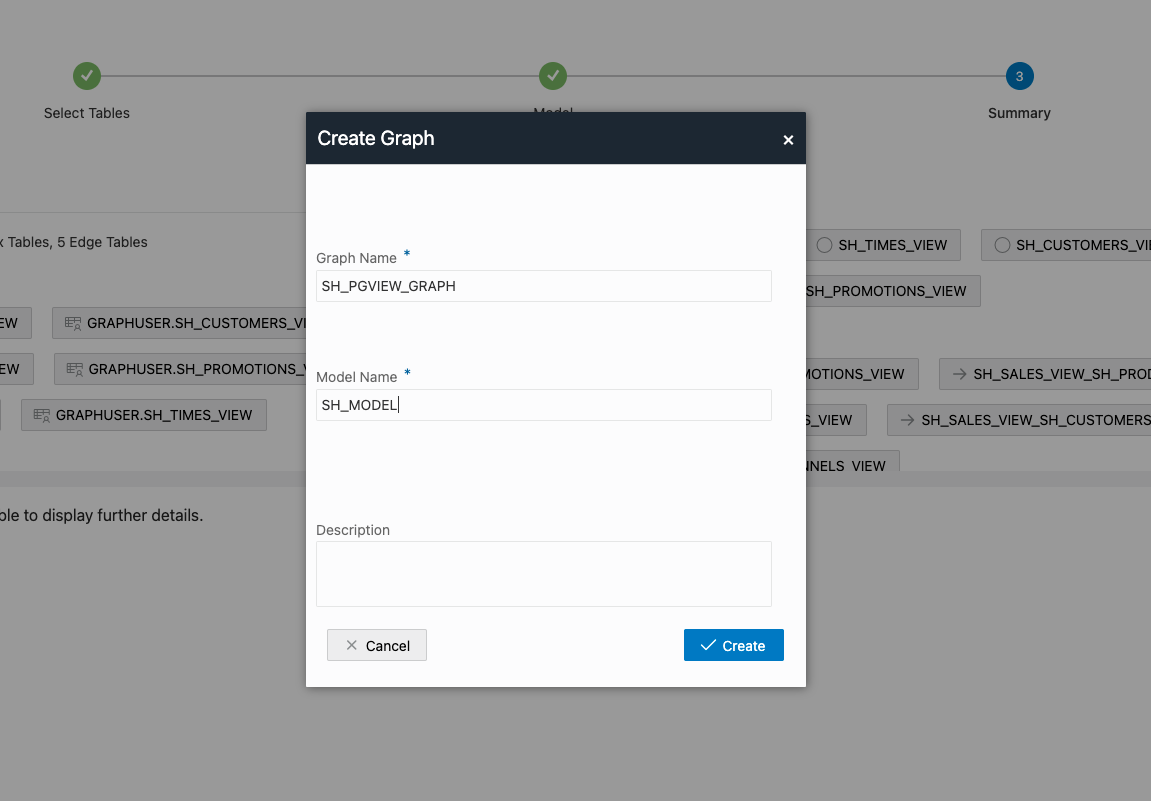 3
Select Tables
Model
Summary
Create Graph
x Tables, 5 Edge Tables
SH_TIMES_VIEW
SH_CUSTOMERS_VI
Graph Name *
SH_PGVIEW_GRAPH
SH_PROMOTIONS_VIEW
EW
GRAPHUSER.SH_CUSTOMERS_VI
EW
GRAPHUSER.SH_PROMOTIONS_V
Model Name *
MOTIONS_VIEW
SH_SALES_VIEW_SH_PROD
SH_MODEL
GRAPHUSER.SH_TIMES_VIEW
S_VIEW
SH_SALES_VIEW_SH_CUSTOMERS
NNELS_VIEW
ble to display further details.
Description
Cancel
Create